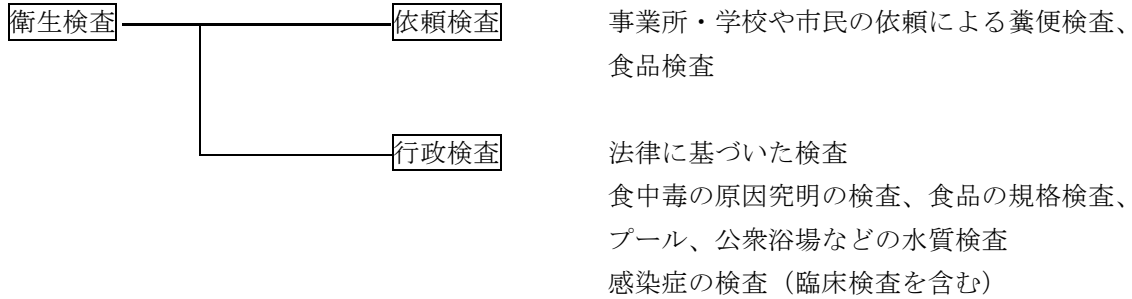 衛生検査 依頼検査 事業所・学校や市民の依頼による糞便検査、
食品検査
行政検査 法律に基づいた検査
食中毒の原因究明の検査、食品の規格検査、
プール、公衆浴場などの水質検査
感染症の検査（臨床検査を含む）